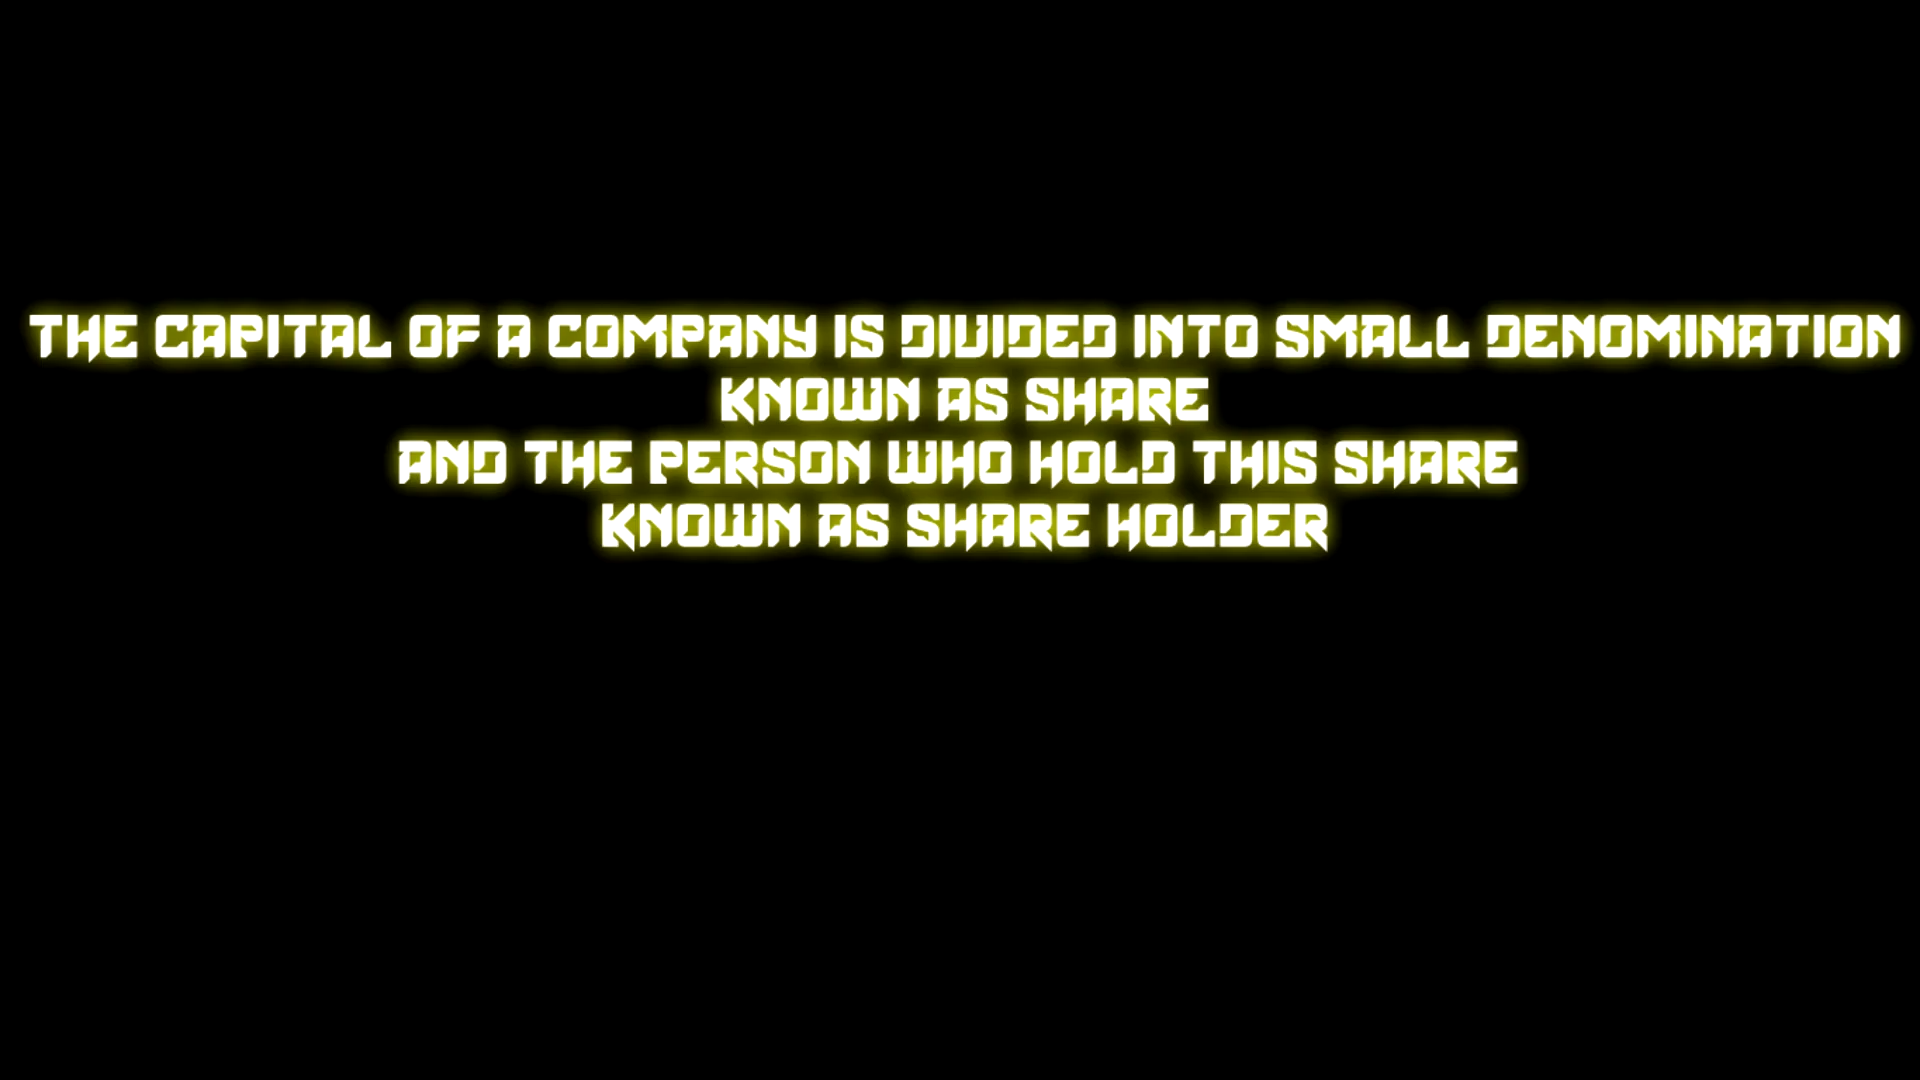 THE CAPITAL OF A COMPANY IS DIVIDED INTO SMALL DENOMINATION
KNOWN AS SHARE
AND THE PERSON WHO HOLD THIS SHARE
KNOWN AS SHARE HOLDER